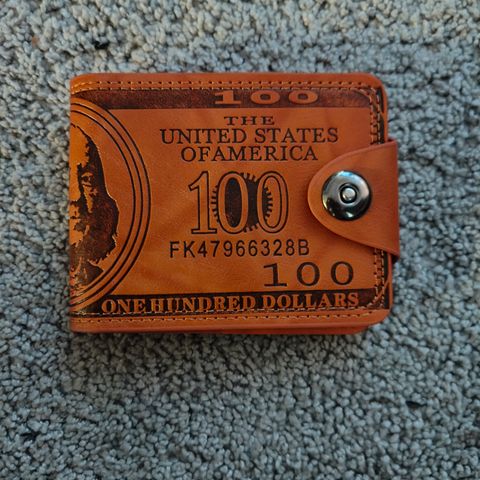 100
THE
UNITED STATES
OFAMERICA
100
FK47966328B
100
ONE HUNDRED DOLLARS